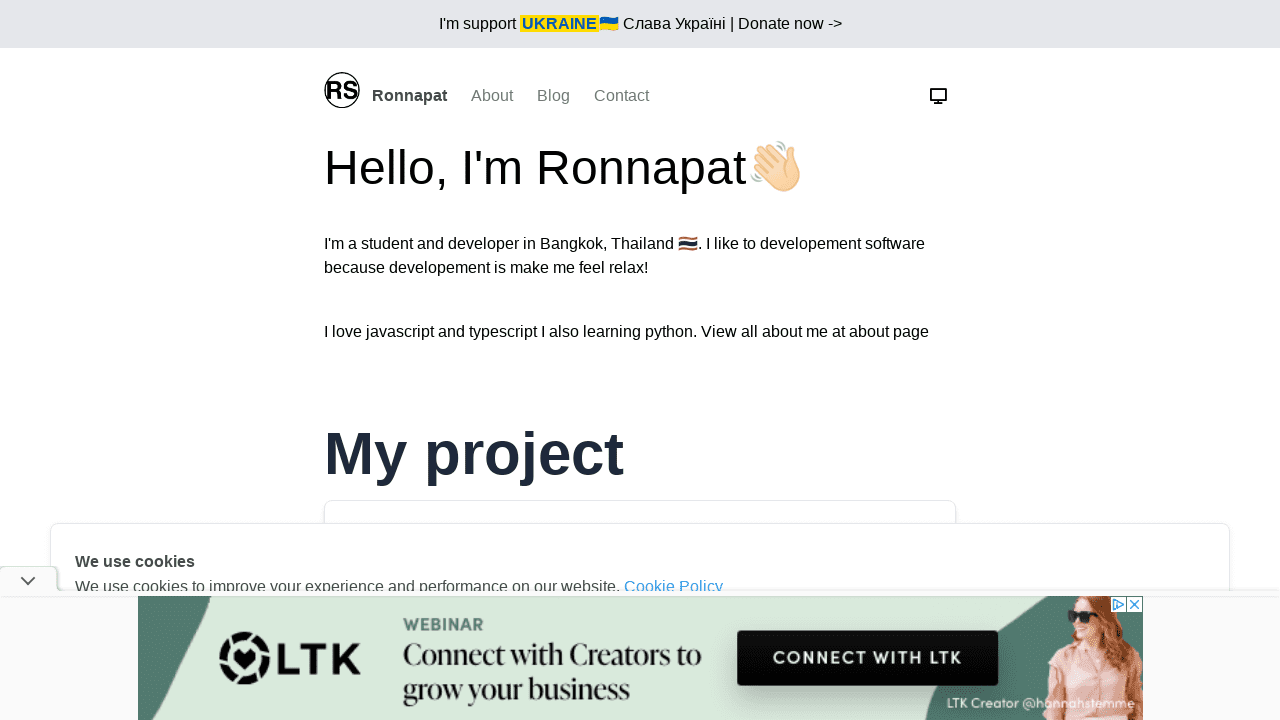 I'm support UKRAINE🇺🇦 Слава Україні | Donate now ->
RS Ronnapat About Blog Contact
Hello, I'm Ronnapat👋🏻
I'm a student and developer in Bangkok, Thailand 🇹🇭. I like to developement software
because developement is make me feel relax!
I love javascript and typescript I also learning python. View all about me at about page
My project
We use cookies
We use cookies to improve your experience and performance on our website. Cookie Policy
LTK
WEBINAR
Connect with Creators to
grow your business
CONNECT WITH LTK
LTK Creator @hannahstemme